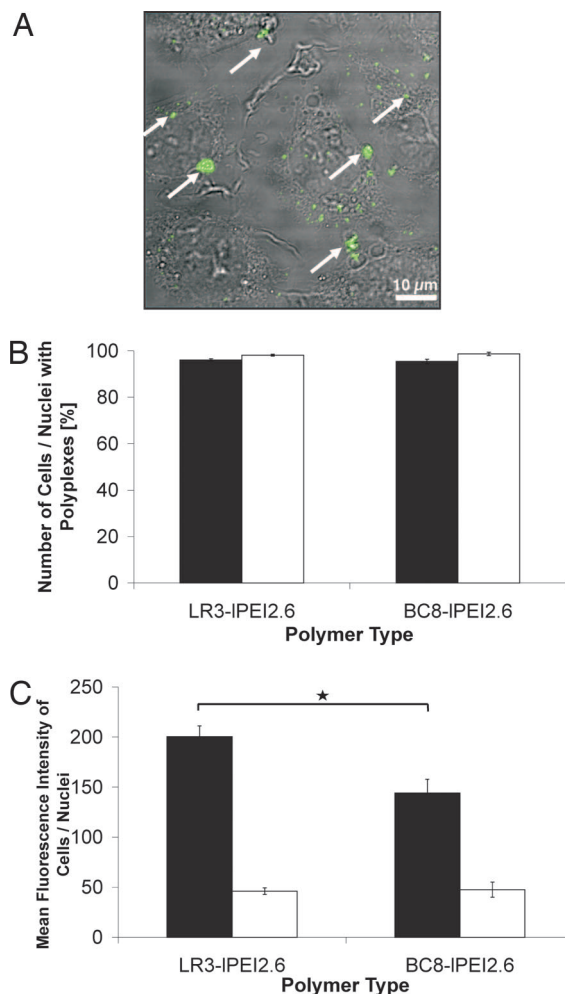 A
10 µm
B
Number of Cells / Nuclei with
Polyplexes [%]
100
80
60
40
20
0
LR3-lPEI2.6
BC8-lPEI2.6
Polymer Type
C
Mean Fluorescence Intensity of
Cells / Nuclei
250
200
150
100
50
0
★
LR3-lPEI2.6
BC8-lPEI2.6
Polymer Type